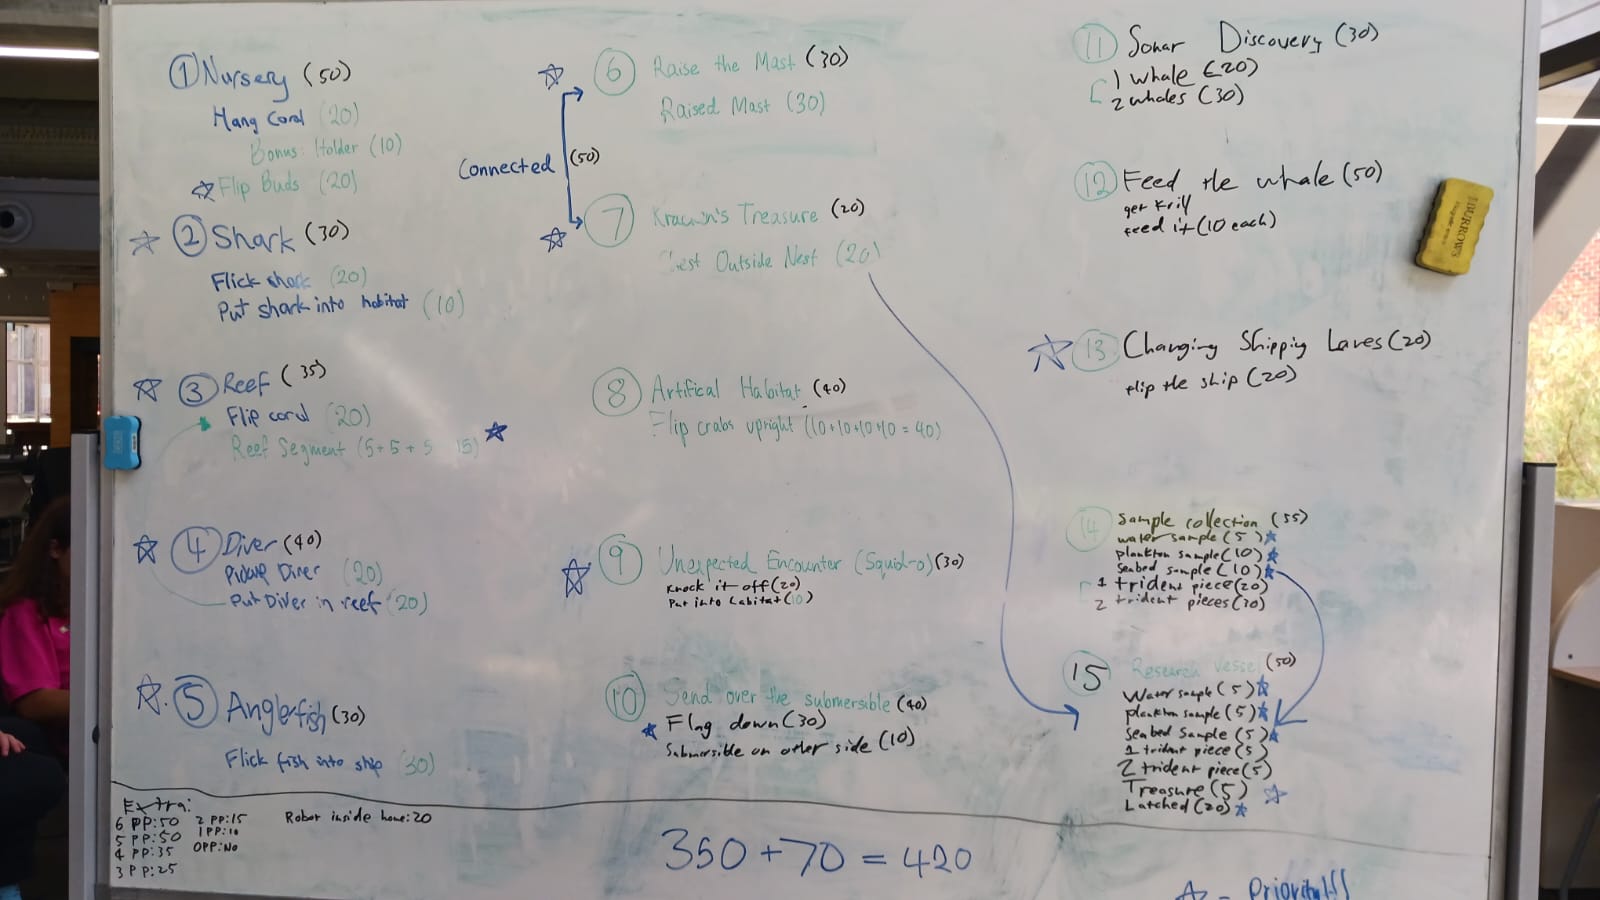 ① Nursery (50)
Hang Coral (20)
Bonus: Holder (10)
☆ Flip Buds (20)
☆ ② Shark (30)
Flick shark (20)
Put shark into habitat (10)
☆ ③ Reef (35)
Flip coral (20)
Reef Segment (5+5+5 15) ☆
☆ ④ Diver (40)
Pickup Diver (20)
Put Diver in reef (20)
☆ ⑤ Anglerfish (30)
Flick fish into ship (30)
Extra:
6 PP:50 2 PP:15
5 PP:50 1 PP:10
4 PP:35 0PP:No
3 PP:25
Robot inside home:20
☆ ⑥ Raise the Mast (30)
Raised Mast (30)
Connected (50)
☆ ⑦ Treasure (20)
Outside Nest (20)
⑧ Artifical Habitat (40)
Flip crabs upright (10+10+10+10 = 40)
☆ ⑨ Unexpected Encounter (Squid-o) (30)
Knock it off (20)
Put into habitat (10)
⑩ Send over the submersible (40)
☆ Flag down (30)
Submersible on other side (10)
350 + 70 = 420
⑪ Sonar Discovery (30)
1 whale (20)
2 whales (30)
⑫ Feed the whale (50)
get krill
feed it (10 each)
☆ ⑬ Changing Shipping Lanes (20)
flip the ship (20)
⑭ Sample collection (55)
water sample (5) ☆
plankton sample (10) ☆
Seabed sample (10) ☆
1 trident piece (20)
2 trident pieces (30)
⑮ Research Vessel (50)
Water sample (5) ☆
plankton sample (5) ☆
Seabed Sample (5) ☆
1 trident piece (5)
2 trident piece (5)
Treasure (5) ☆
Latched (20) ☆
☆ - Priority!!!
BURROWS